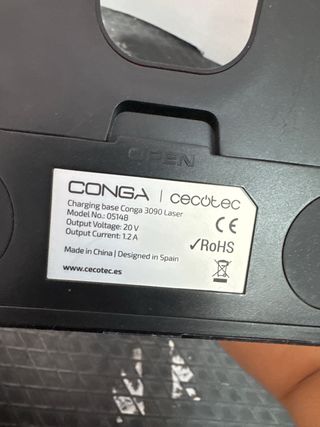 OPEN
CONGA | cecotec
Charging base Conga 3090 Laser
Model No.: 05148
Output Voltage: 20 V
Output Current: 1.2 A
CE
✓RoHS
Made in China | Designed in Spain
www.cecotec.es